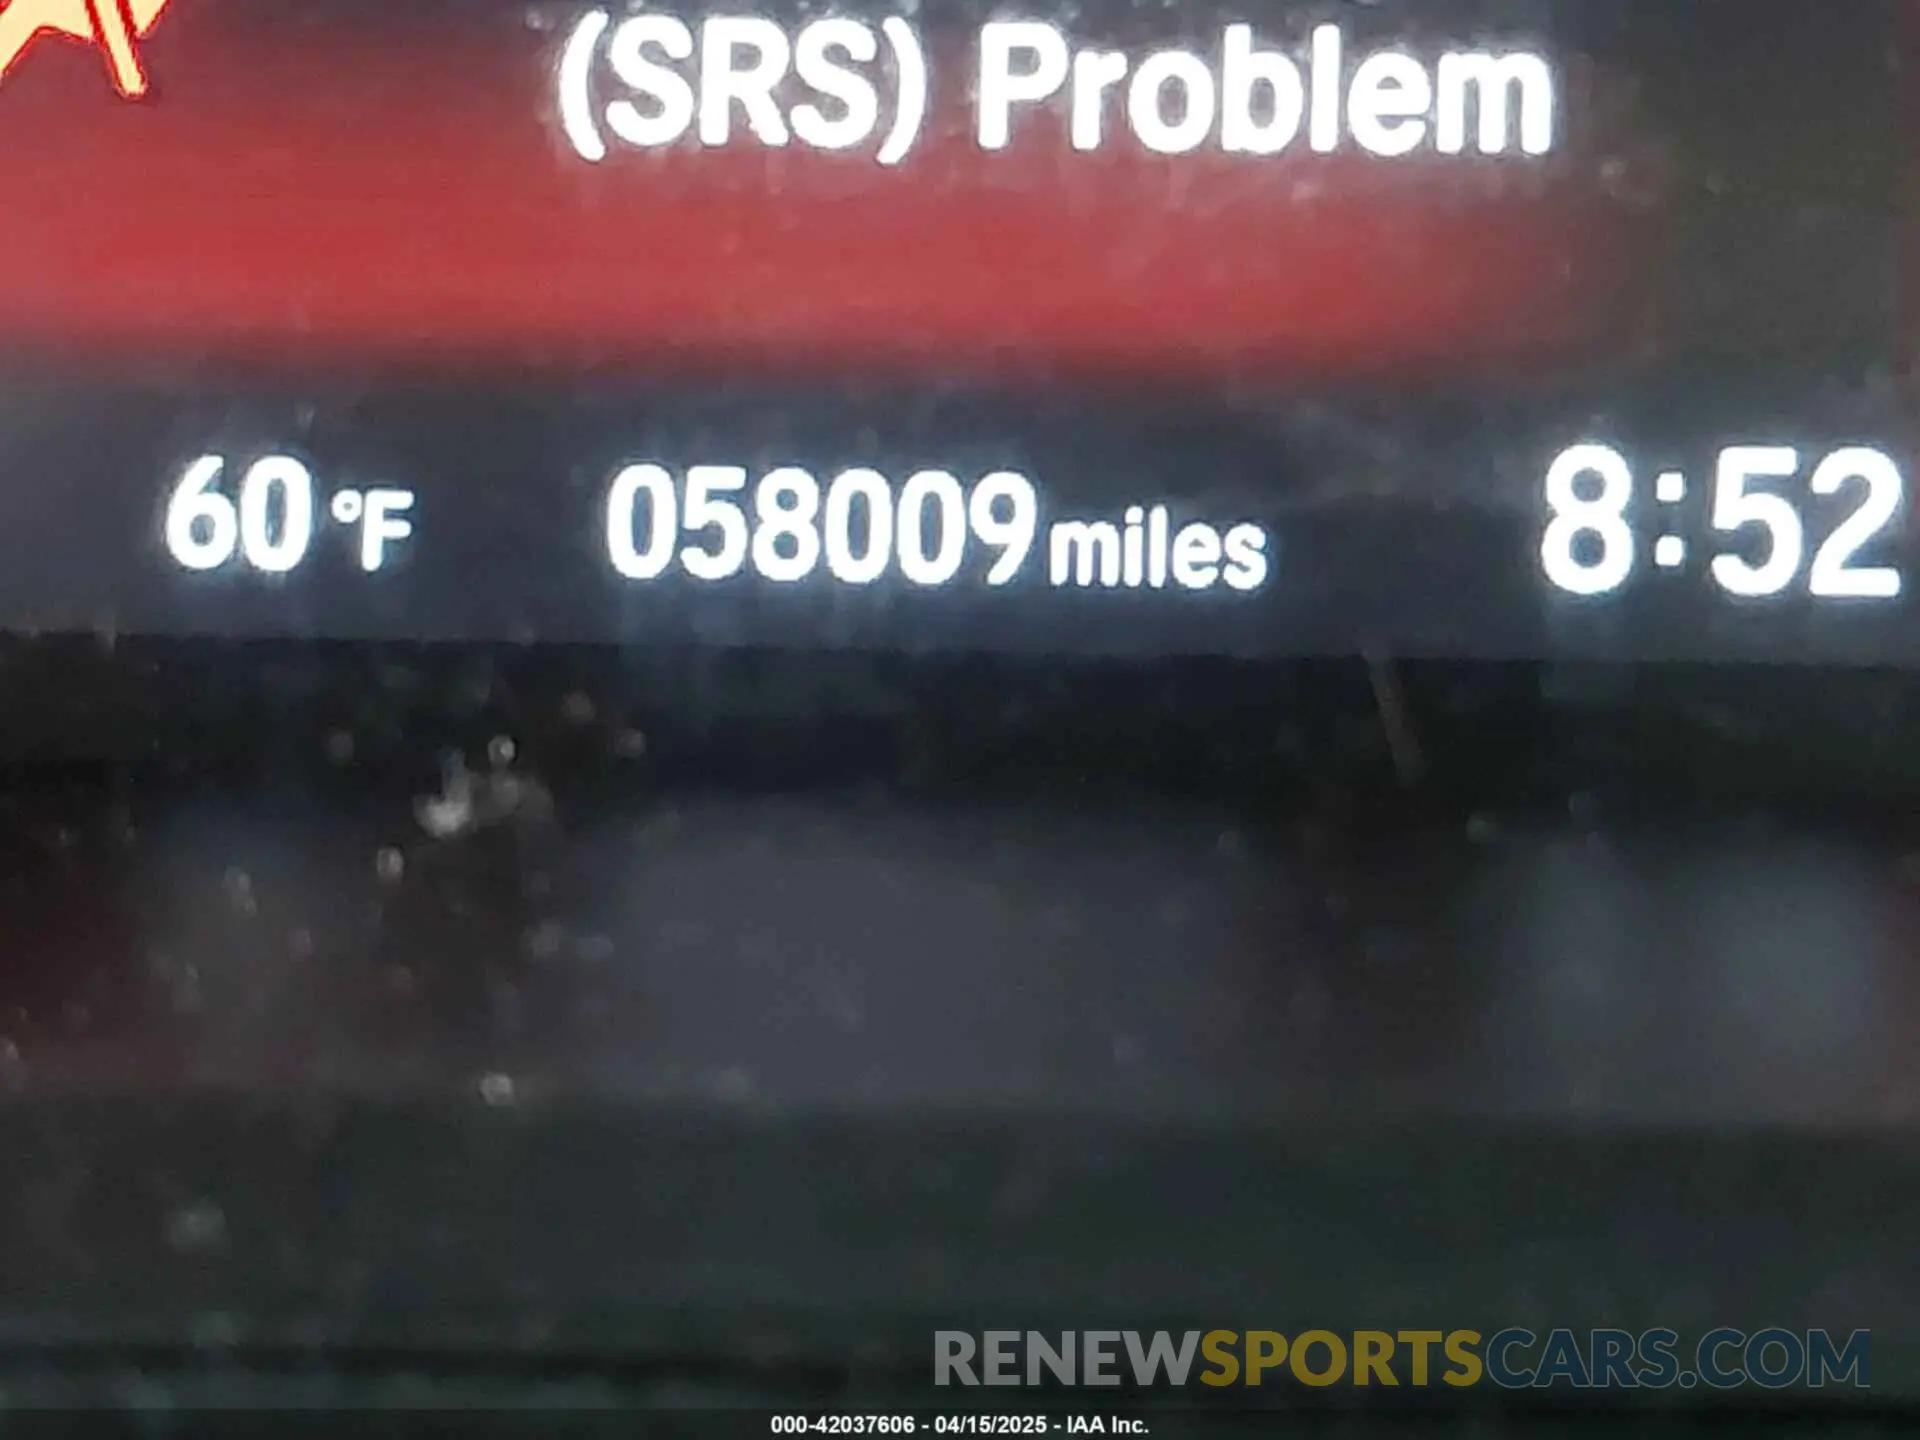 (SRS) Problem
60 °F 058009 miles 8:52
RENEWSPORTSCARS.COM
000-42037606 - 04/15/2025 - IAA Inc.